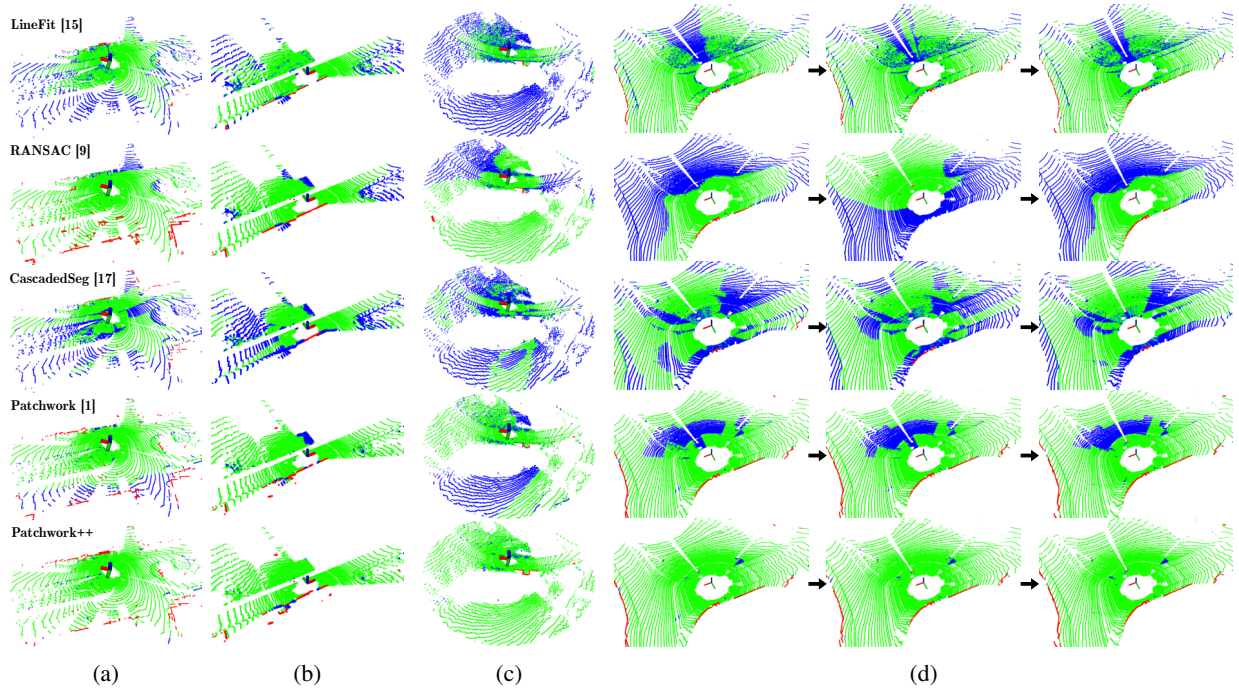 LineFit [15]
RANSAC [9]
CascadedSeg [17]
Patchwork [1]
Patchwork++
(a) (b) (c) (d)